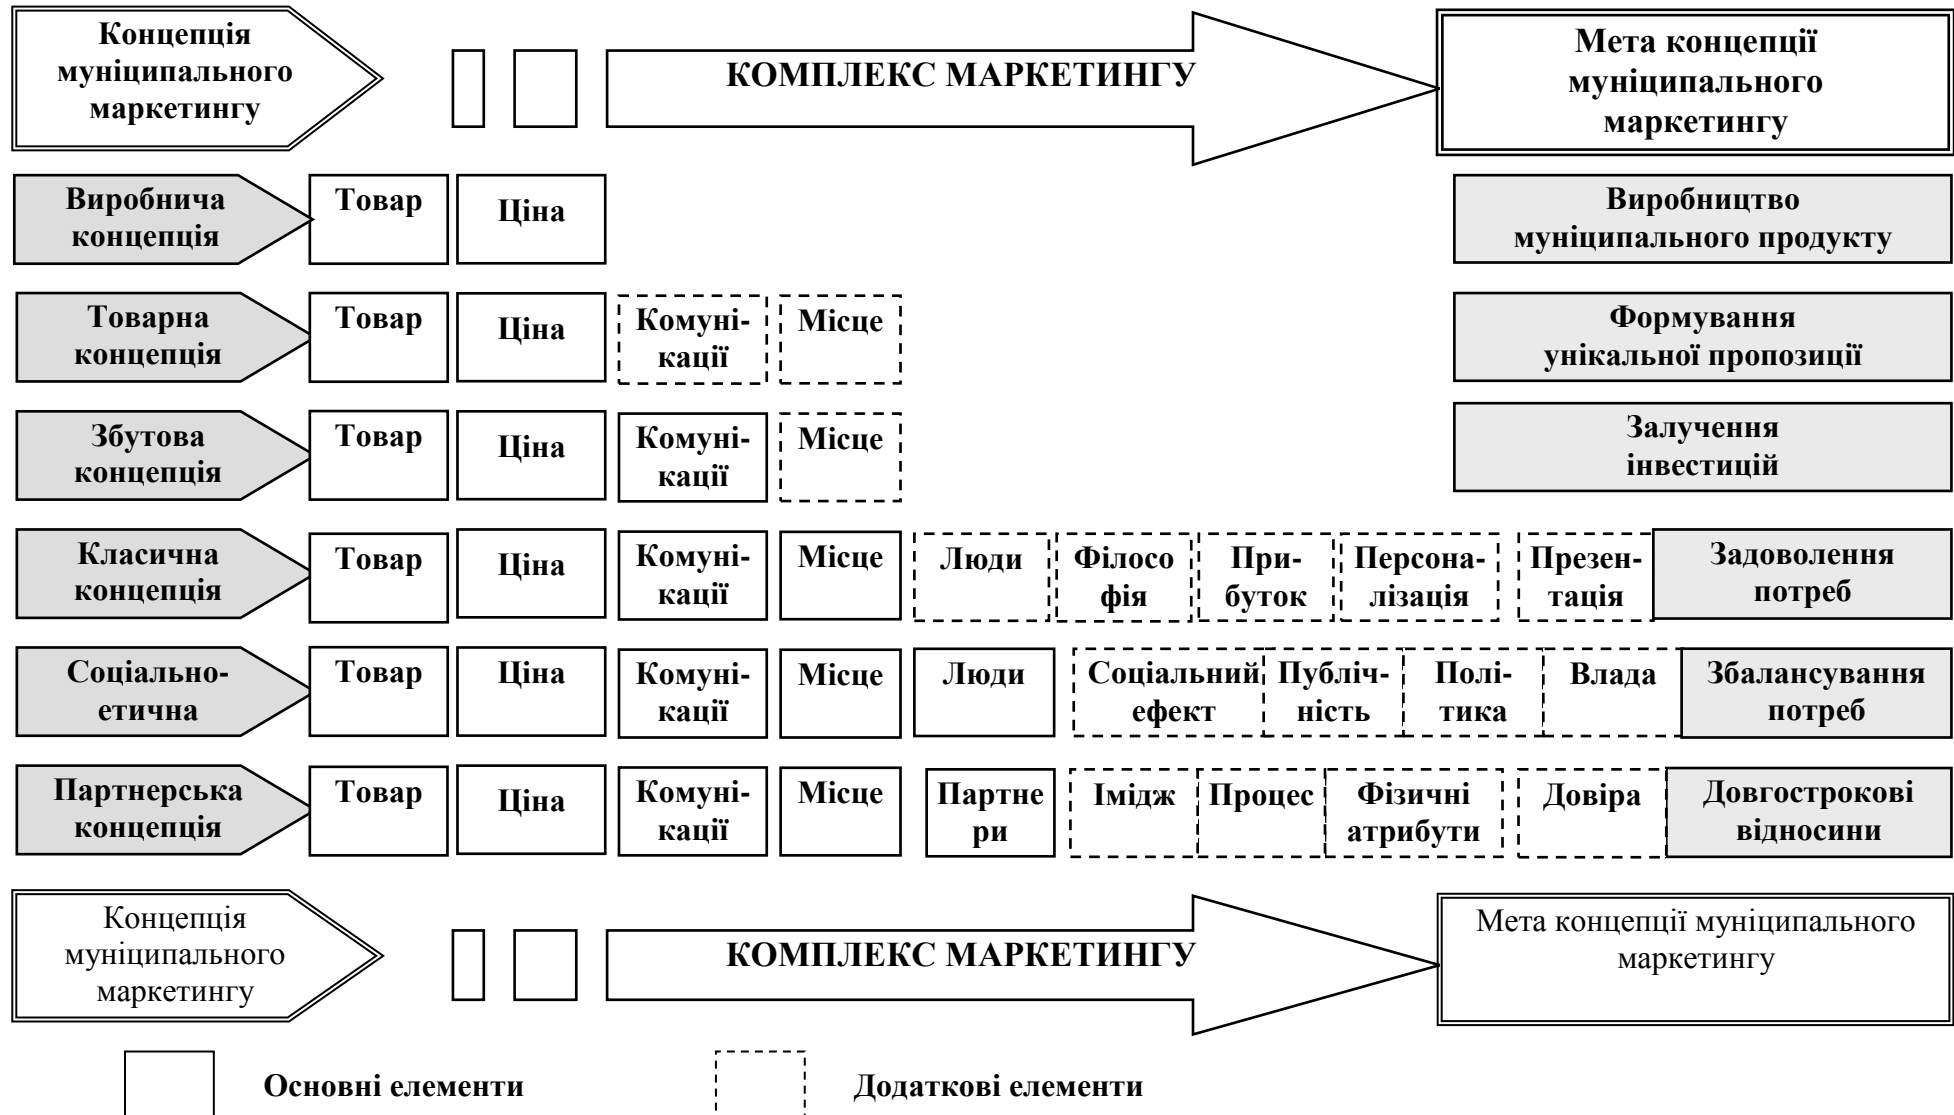 Концепція
муніципального
маркетингу
КОМПЛЕКС МАРКЕТИНГУ
Мета концепції
муніципального
маркетингу
Виробнича
концепція
Товар
Ціна
Виробництво
муніципального продукту
Товарна
концепція
Товар
Ціна
Комуні-
кації
Місце
Формування
унікальної пропозиції
Збутова
концепція
Товар
Ціна
Комуні-
кації
Місце
Залучення
інвестицій
Класична
концепція
Товар
Ціна
Комуні-
кації
Місце
Люди
Філосо
фія
При-
буток
Персона-
лізація
Презен-
тація
Задоволення
потреб
Соціально-
етична
Товар
Ціна
Комуні-
кації
Місце
Люди
Соціальний
ефект
Публіч-
ність
Полі-
тика
Влада
Збалансування
потреб
Партнерська
концепція
Товар
Ціна
Комуні-
кації
Місце
Партне
ри
Імідж
Процес
Фізичні
атрибути
Довіра
Довгострокові
відносини
Концепція
муніципального
маркетингу
КОМПЛЕКС МАРКЕТИНГУ
Мета концепції муніципального
маркетингу
Основні елементи
Додаткові елементи